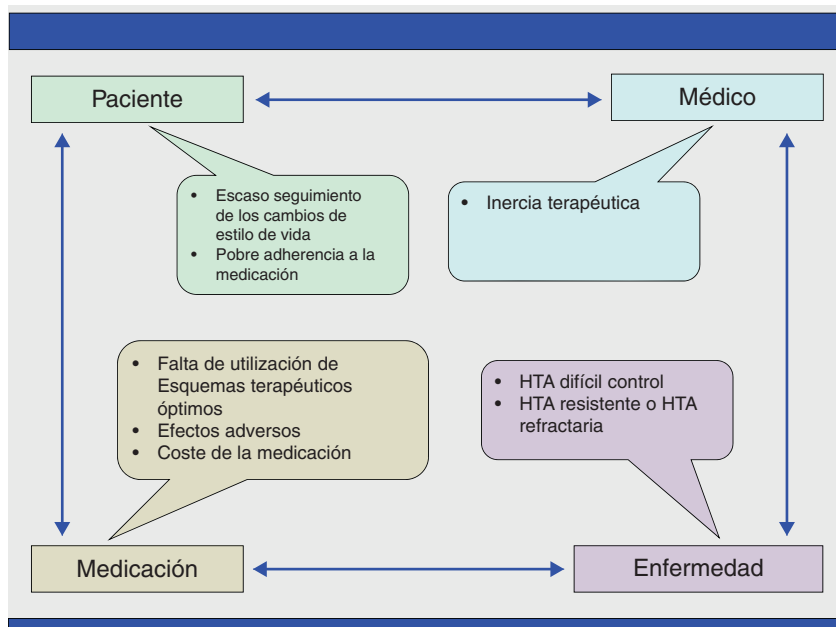 Paciente
Médico
• Escaso seguimiento
de los cambios de
estilo de vida
• Pobre adherencia a la
medicación
• Inercia terapéutica
• Falta de utilización de
Esquemas terapéuticos
óptimos
• Efectos adversos
• Coste de la medicación
• HTA difícil control
• HTA resistente o HTA
refractaria
Medicación
Enfermedad